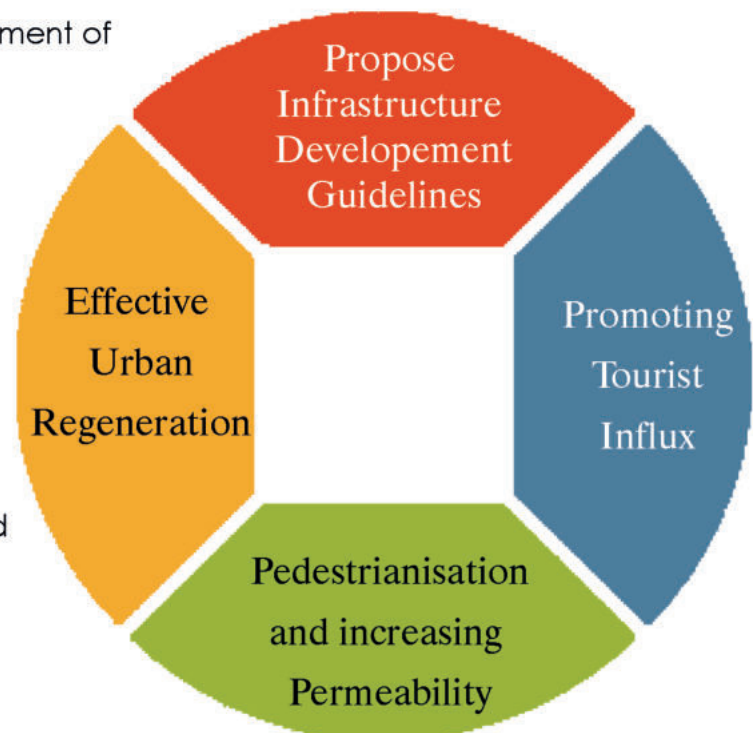 ment of
Propose
Infrastructure
Developement
Guidelines
Effective
Urban
Regeneration
Promoting
Tourist
Influx
d
Pedestrianisation
and increasing
Permeability